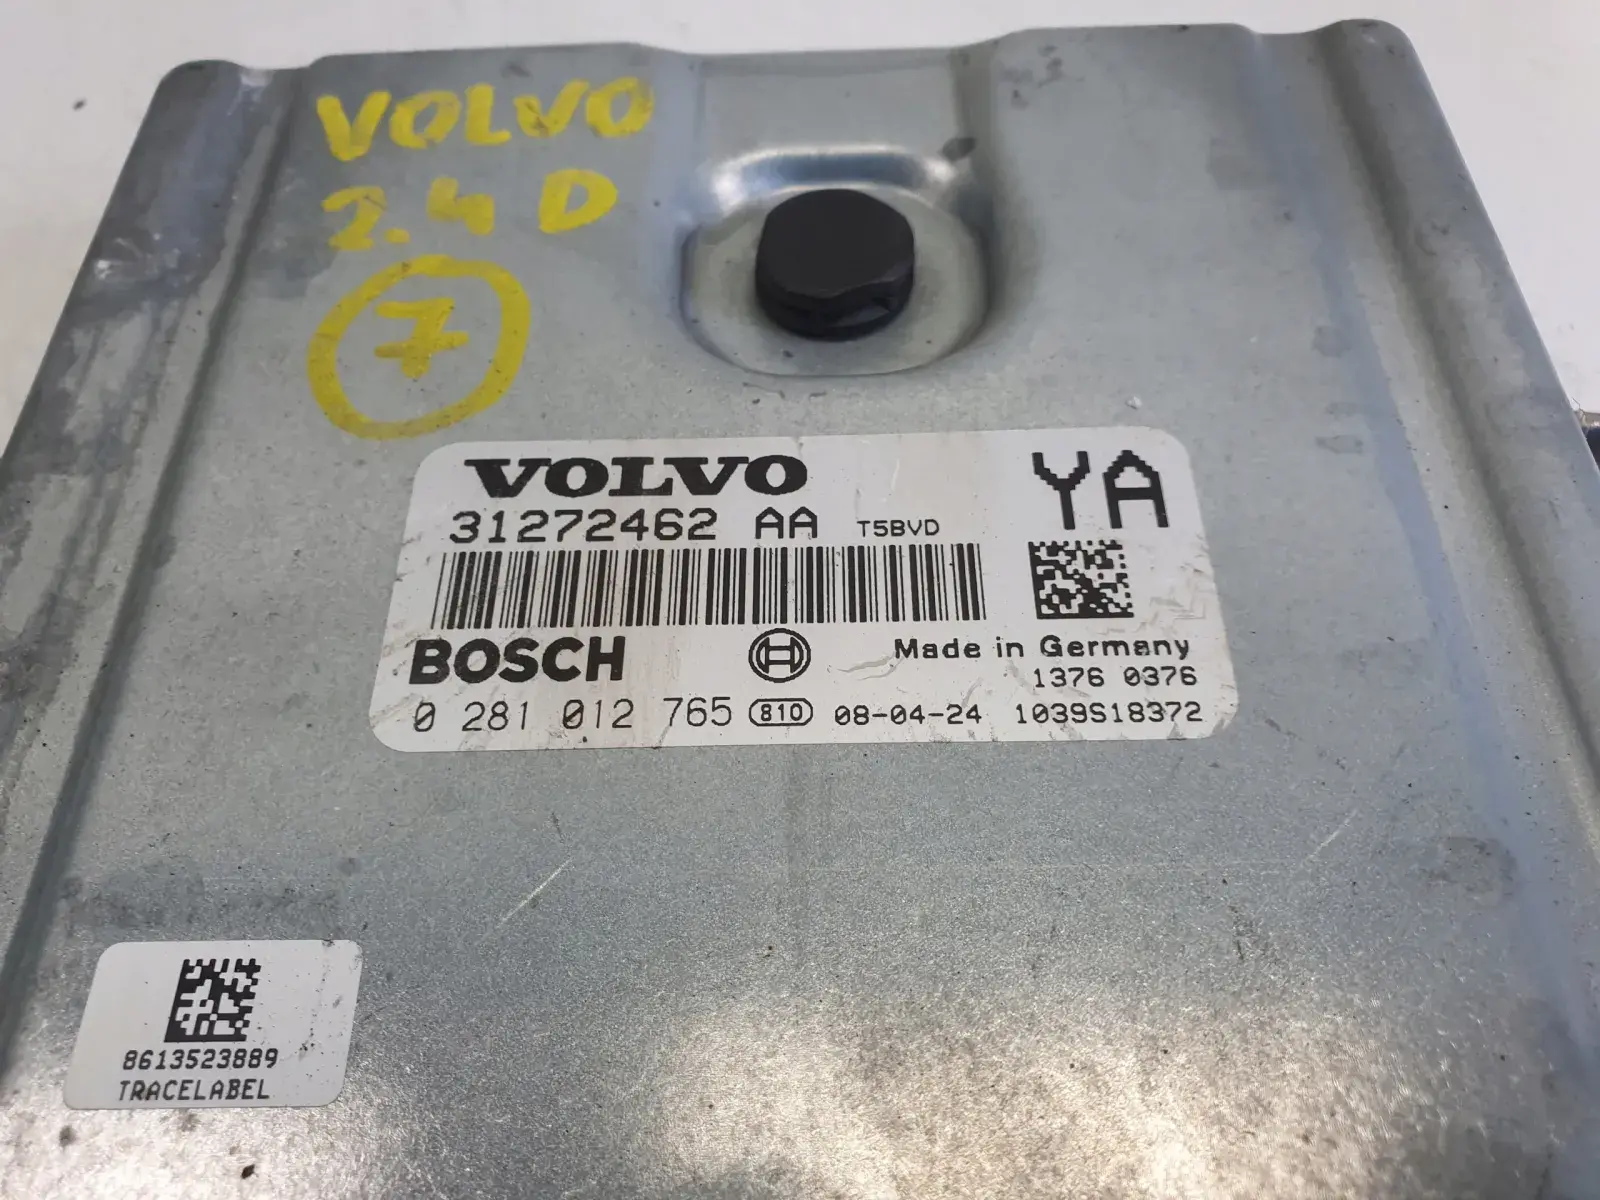 VOLVO
2.4 D
7
VOLVO
31272462 AA T5BVD
YA
BOSCH
Made in Germany
1376 0376
0 281 012 765 810 08-04-24 1039S18372
8613523889
TRACELABEL